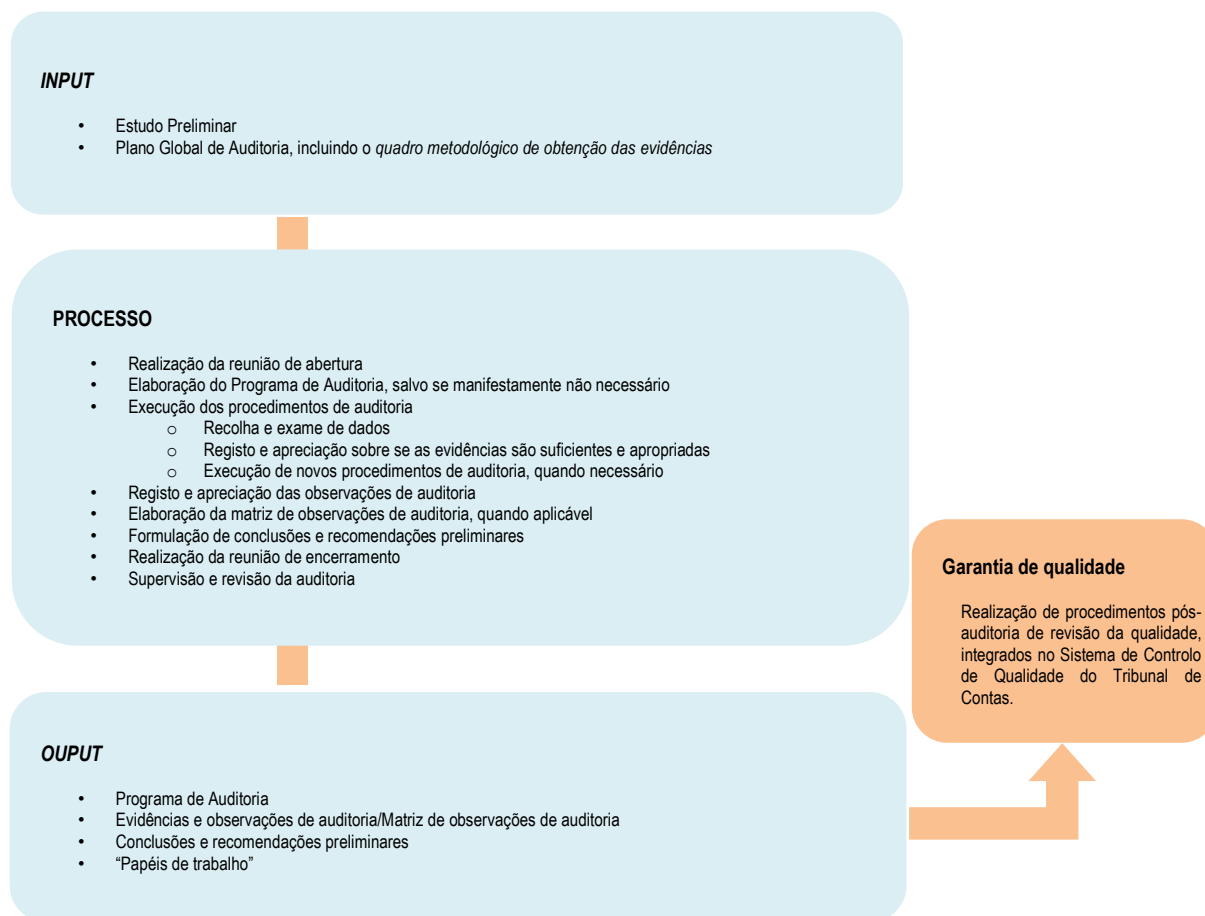 INPUT
• Estudo Preliminar
• Plano Global de Auditoria, incluindo o quadro metodológico de obtenção das evidências
PROCESSO
• Realização da reunião de abertura
• Elaboração do Programa de Auditoria, salvo se manifestamente não necessário
• Execução dos procedimentos de auditoria
o Recolha e exame de dados
o Registo e apreciação sobre se as evidências são suficientes e apropriadas
o Execução de novos procedimentos de auditoria, quando necessário
• Registo e apreciação das observações de auditoria
• Elaboração da matriz de observações de auditoria, quando aplicável
• Formulação de conclusões e recomendações preliminares
• Realização da reunião de encerramento
• Supervisão e revisão da auditoria
Garantia de qualidade
Realização de procedimentos pós-
auditoria de revisão da qualidade,
integrados no Sistema de Controlo
de Qualidade do Tribunal de
Contas.
OUPUT
• Programa de Auditoria
• Evidências e observações de auditoria/Matriz de observações de auditoria
• Conclusões e recomendações preliminares
• “Papéis de trabalho”